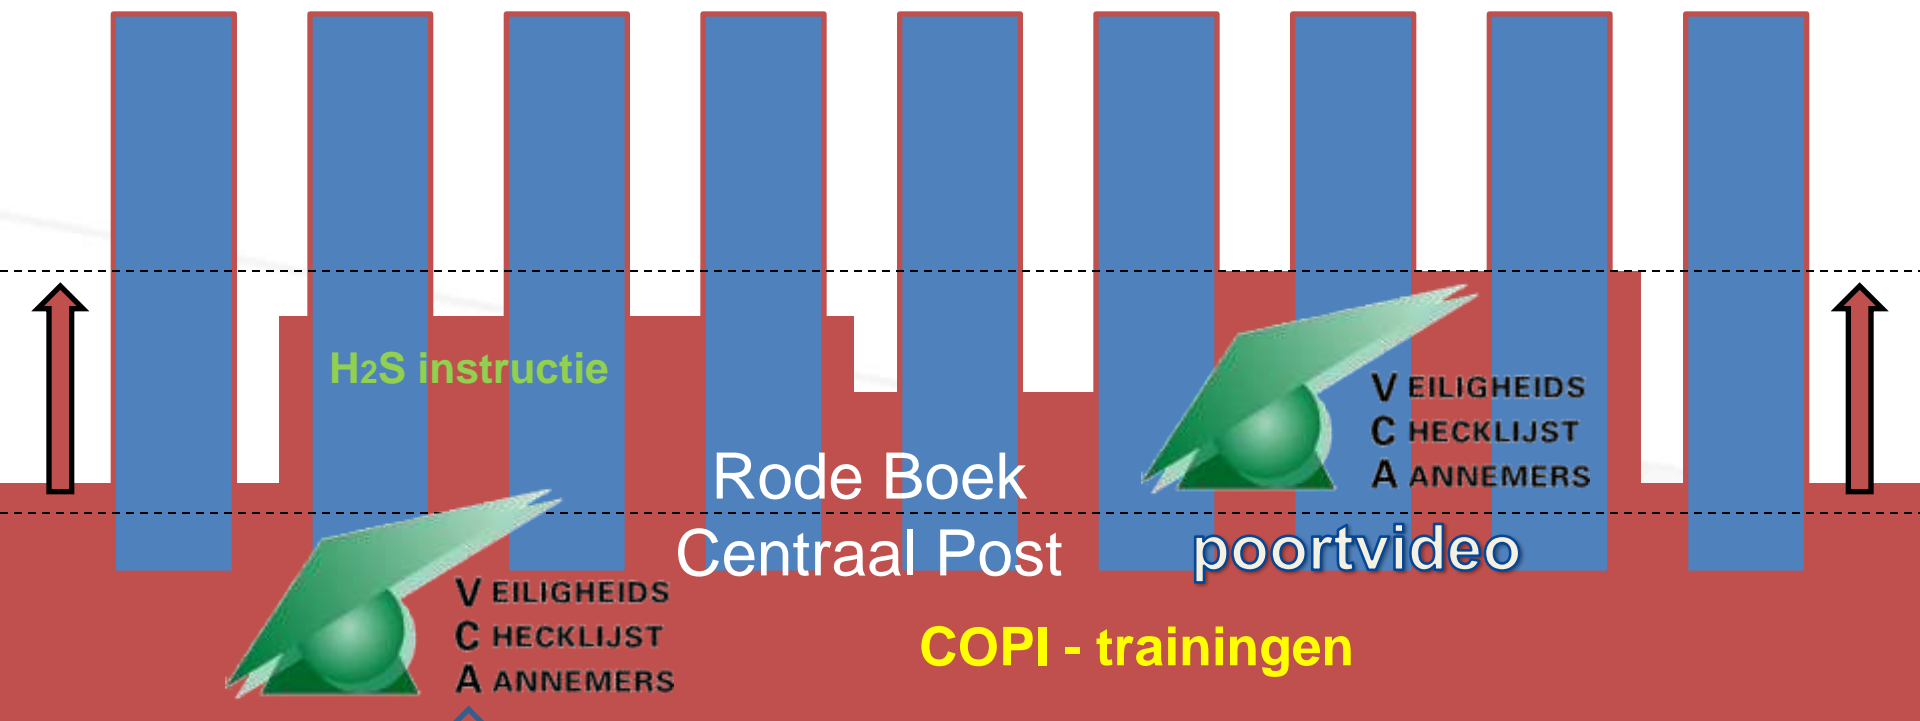 H2S instructie
V EILIGHEIDS
C HECKLIJST
A ANNEMERS
Rode Boek
Centraal Post
poortvideo
V EILIGHEIDS
C HECKLIJST
A ANNEMERS
COPI - trainingen